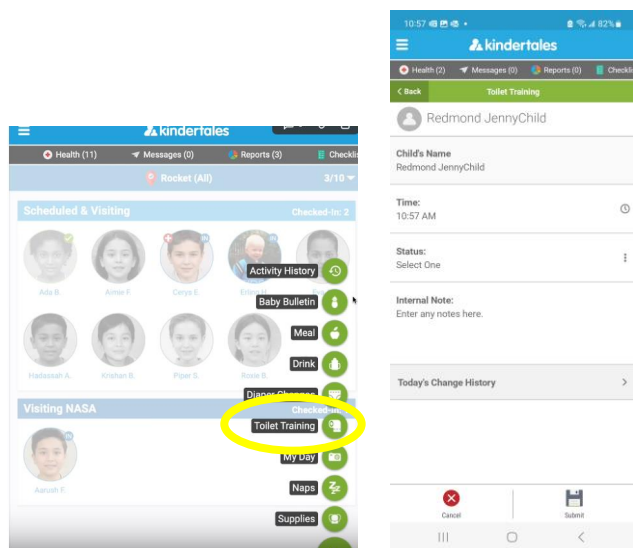 kindertales
Health (11) Messages (0) Reports (3) Checklis
Rocket (All) 3/10
Scheduled & Visiting Checked-In: 2
Activity History
Ada B. Carys E.
Baby Bulletin
Meal
Drink
Hadassah A. Krishan B. Piper S. Rosie B.
Diaper Changes
Visiting NASA Checked-In:
Toilet Training
My Day
Aarush F.
Naps
Supplies
10:57 82%
kindertales
Health (2) Messages (0) Reports (0) Checklis
< Back Toilet Training
Redmond JennyChild
Child's Name
Redmond JennyChild
Time:
10:57 AM
Status:
Select One
Internal Note:
Enter any notes here.
Today's Change History
Cancel Submit